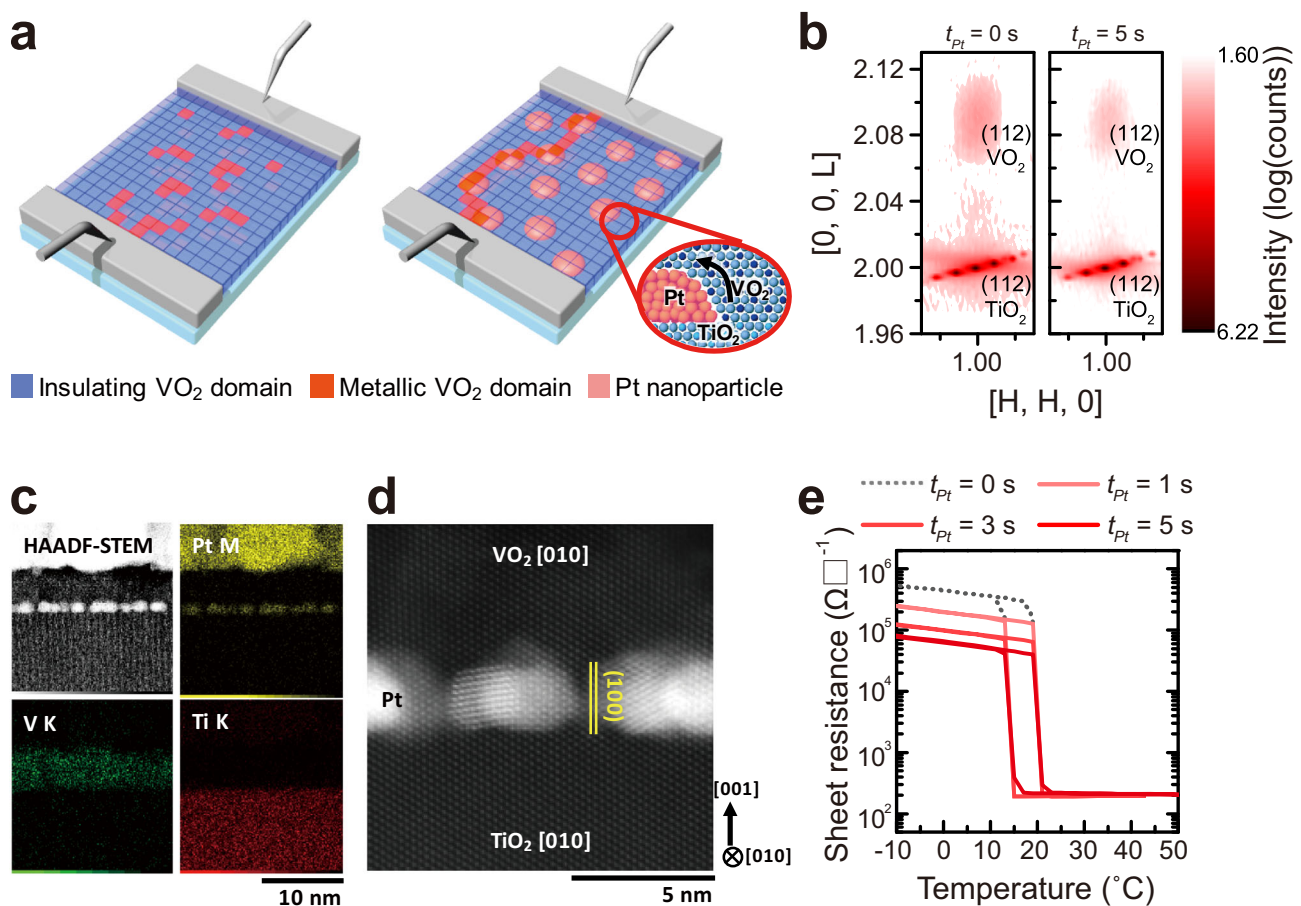 a
Pt
VO₂
TiO₂
Insulating VO₂ domain
Metallic VO₂ domain
Pt nanoparticle
b
t_Pt = 0 s
t_Pt = 5 s
[0, 0, L]
2.12
2.08
2.04
2.00
1.96
(112)
VO₂
(112)
TiO₂
(112)
VO₂
(112)
TiO₂
1.00
1.00
[H, H, 0]
1.60
6.22
Intensity (log(counts))
c
HAADF-STEM
Pt M
V K
Ti K
10 nm
d
VO₂ [010]
Pt
(100)
TiO₂ [010]
[001]
[010]
5 nm
e
t_Pt = 0 s
t_Pt = 1 s
t_Pt = 3 s
t_Pt = 5 s
Sheet resistance (Ω□⁻¹)
10⁶
10⁵
10⁴
10³
10²
-10 0 10 20 30 40 50
Temperature (˚C)